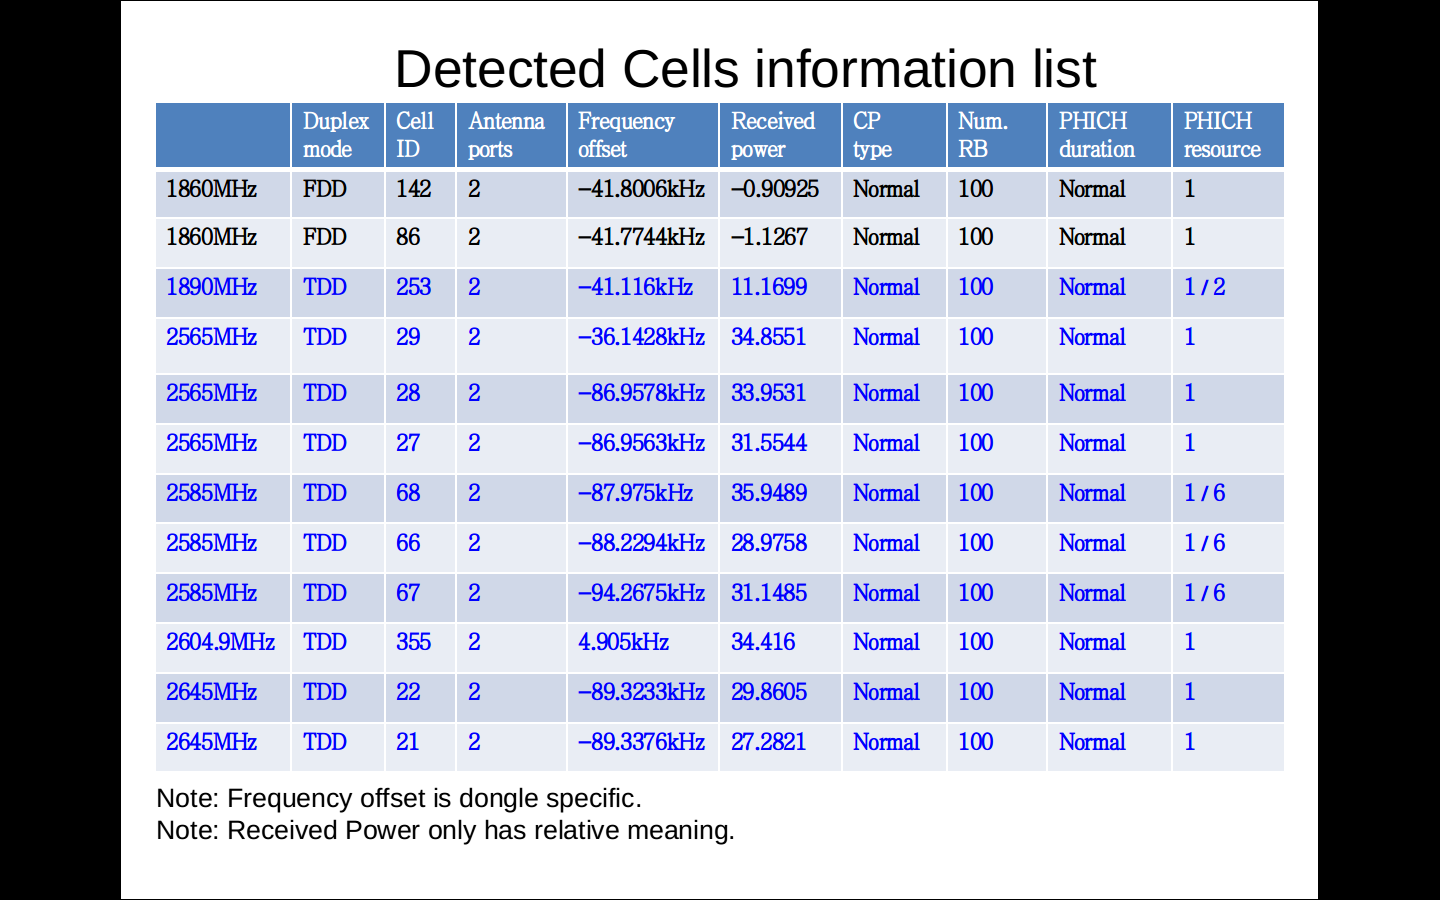 Detected Cells information list
Duplex mode | Cell ID | Antenna ports | Frequency offset | Received power | CP type | Num. RB | PHICH duration | PHICH resource
1860MHz FDD 142 2 −41.8006kHz −0.90925 Normal 100 Normal 1
1860MHz FDD 86 2 −41.7744kHz −1.1267 Normal 100 Normal 1
1890MHz TDD 253 2 −41.116kHz 11.1699 Normal 100 Normal 1 / 2
2565MHz TDD 29 2 −36.1428kHz 34.8551 Normal 100 Normal 1
2565MHz TDD 28 2 −86.9578kHz 33.9531 Normal 100 Normal 1
2565MHz TDD 27 2 −86.9563kHz 31.5544 Normal 100 Normal 1
2585MHz TDD 68 2 −87.975kHz 35.9489 Normal 100 Normal 1 / 6
2585MHz TDD 66 2 −88.2294kHz 28.9758 Normal 100 Normal 1 / 6
2585MHz TDD 67 2 −94.2675kHz 31.1485 Normal 100 Normal 1 / 6
2604.9MHz TDD 355 2 4.905kHz 34.416 Normal 100 Normal 1
2645MHz TDD 22 2 −89.3233kHz 29.8605 Normal 100 Normal 1
2645MHz TDD 21 2 −89.3376kHz 27.2821 Normal 100 Normal 1
Note: Frequency offset is dongle specific.
Note: Received Power only has relative meaning.